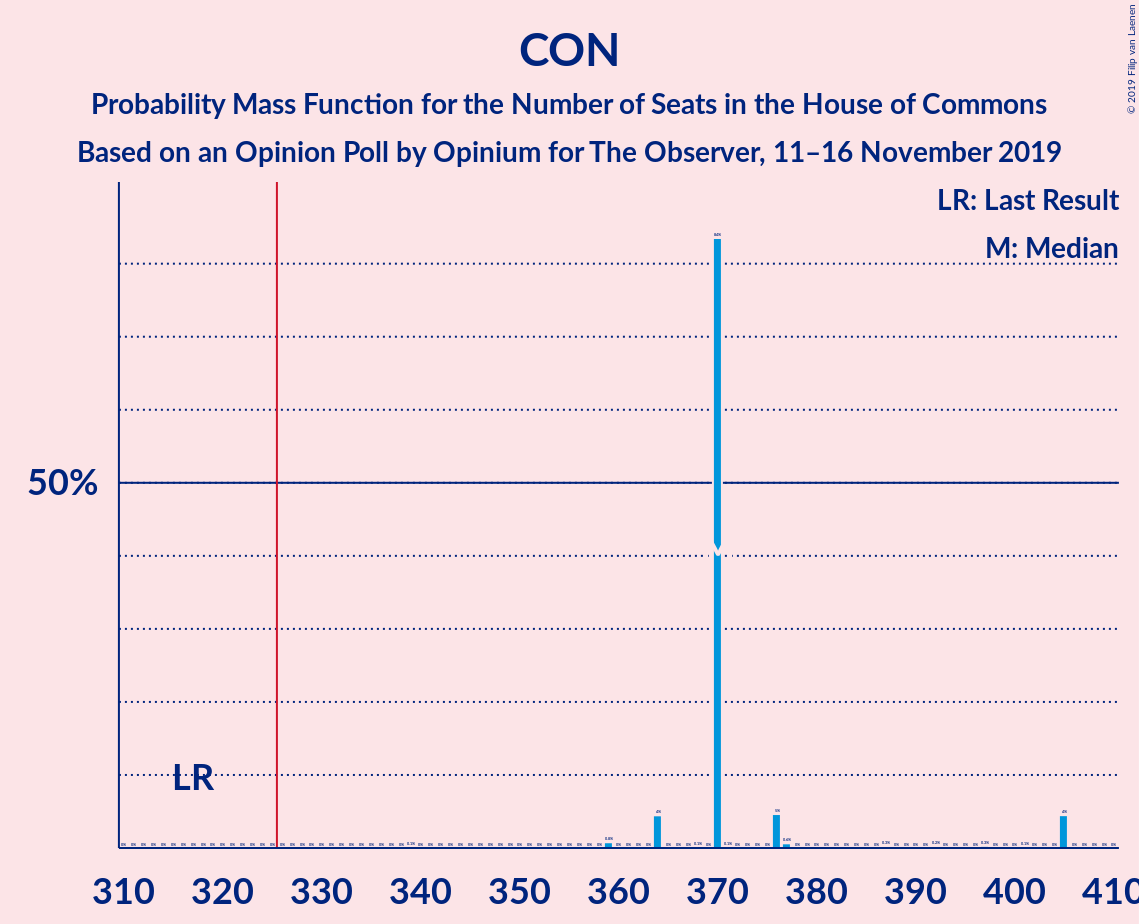 CON
Probability Mass Function for the Number of Seats in the House of Commons
Based on an Opinion Poll by Opinium for The Observer, 11–16 November 2019
© 2019 Filip van Laenen
LR: Last Result
M: Median
50%
M
LR
310 320 330 340 350 360 370 380 390 400 410